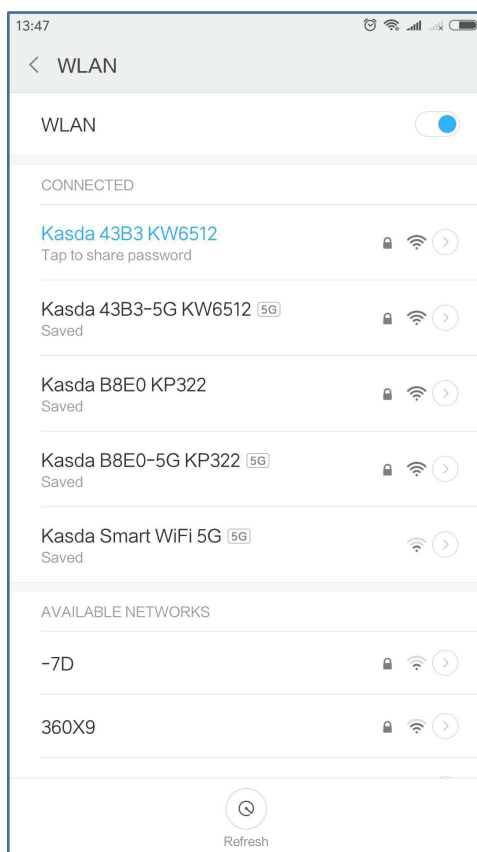 13:47
WLAN
WLAN
CONNECTED
Kasda 43B3 KW6512
Tap to share password
Kasda 43B3-5G KW6512 5G
Saved
Kasda B8E0 KP322
Saved
Kasda B8E0-5G KP322 5G
Saved
Kasda Smart WiFi 5G 5G
Saved
AVAILABLE NETWORKS
-7D
360X9
Refresh